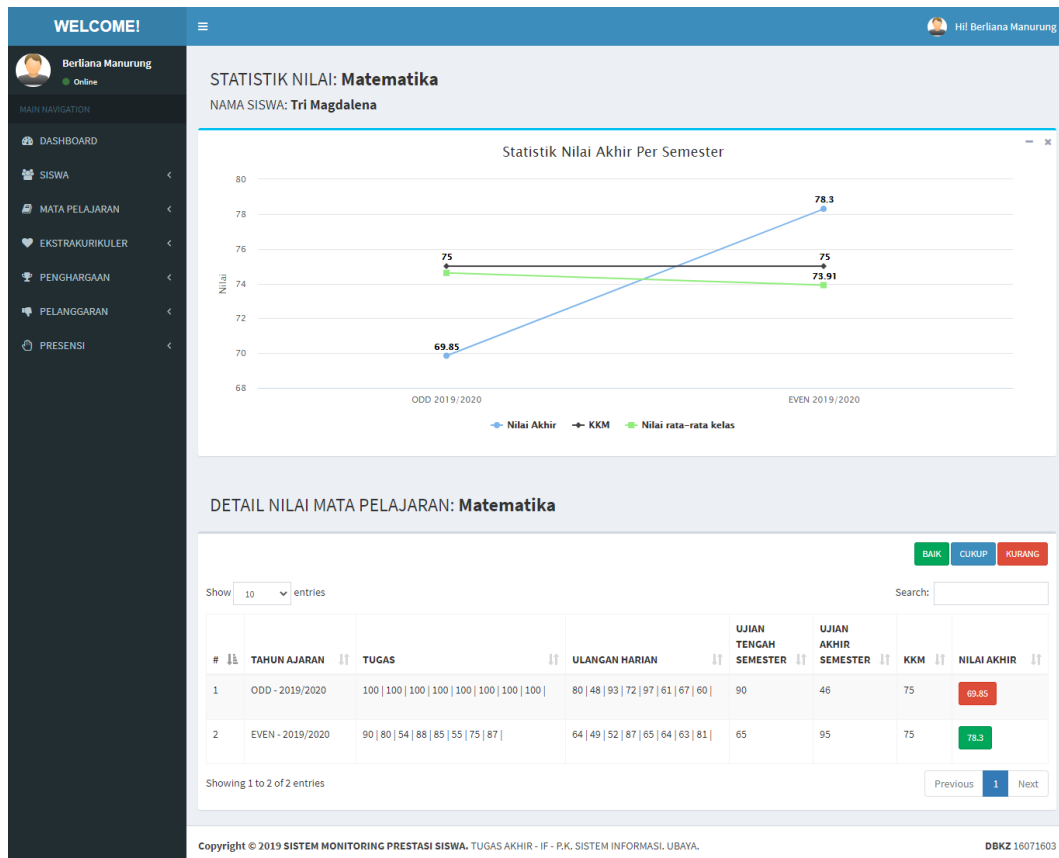 WELCOME!
Hi! Berliana Manurung
Berliana Manurung
Online
MAIN NAVIGATION
DASHBOARD
SISWA
MATA PELAJARAN
EKSTRAKURIKULER
PENGHARGAAN
PELANGGARAN
PRESENSI
STATISTIK NILAI: Matematika
NAMA SISWA: Tri Magdalena
Statistik Nilai Akhir Per Semester
Nilai
80
78
76
74
72
70
68
78.3
75
75
73.91
69.85
ODD 2019/2020
EVEN 2019/2020
Nilai Akhir
KKM
Nilai rata-rata kelas
DETAIL NILAI MATA PELAJARAN: Matematika
BAIK
CUKUP
KURANG
Show 10 entries
Search:
# TAHUN AJARAN TUGAS ULANGAN HARIAN UJIAN TENGAH SEMESTER UJIAN AKHIR SEMESTER KKM NILAI AKHIR
1 ODD - 2019/2020 100 | 100 | 100 | 100 | 100 | 100 | 100 | 100 | 80 | 48 | 93 | 72 | 97 | 61 | 67 | 60 | 90 46 75 69.85
2 EVEN - 2019/2020 90 | 80 | 54 | 88 | 85 | 55 | 75 | 87 | 64 | 49 | 52 | 87 | 65 | 64 | 63 | 81 | 65 95 75 78.3
Showing 1 to 2 of 2 entries
Previous 1 Next
Copyright © 2019 SISTEM MONITORING PRESTASI SISWA. TUGAS AKHIR - IF - P.K. SISTEM INFORMASI. UBAYA.
DBKZ 16071603